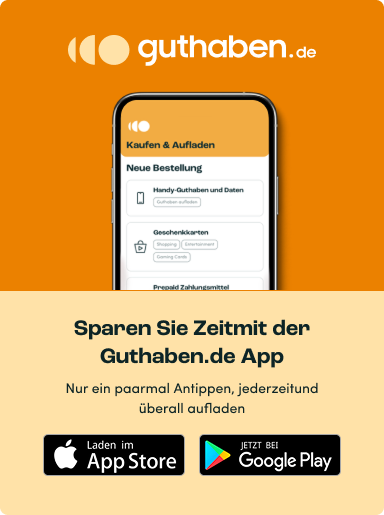 guthaben.de
Kaufen & Aufladen
Neue Bestellung
Handy-Guthaben und Daten
Guthaben aufladen
Geschenkkarten
Shopping
Entertainment
Gaming Cards
Prepaid Zahlungsmittel
Sparen Sie Zeitmit der
Guthaben.de App
Nur ein paarmal Antippen, jederzeitund
überall aufladen
Laden im
App Store
JETZT BEI
Google Play